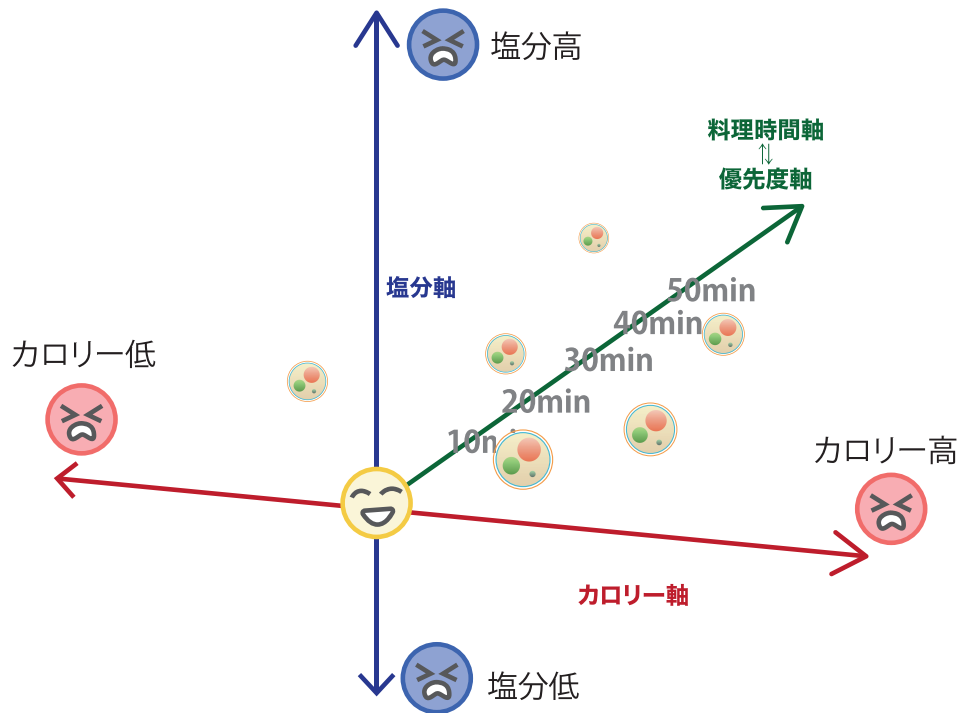 塩分高
料理時間軸
⇅
優先度軸
塩分軸
50min
40min
カロリー低
30min
20min
10n
カロリー高
カロリー軸
塩分低